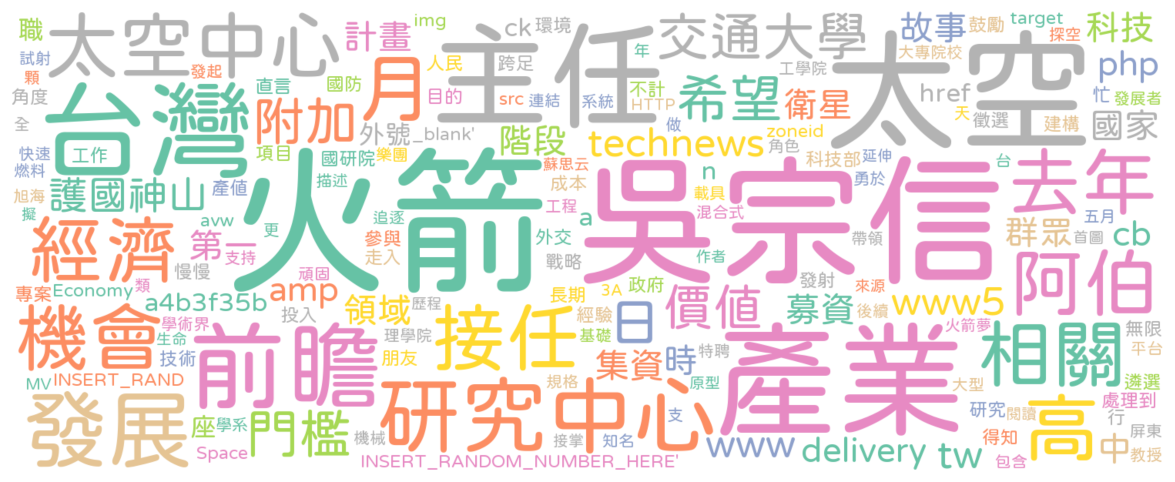 職 太空中心 計畫 img ck 環境 交通大學 故事 鼓勵 target 科技
試射 顆 發起 月 人民 跨足 主任 工學院 大專院校 太空 探空 php
角度 台灣 直言 國防 目的 src 連結 系統 年 不計 HTTP 希望 衛星 href 忙 發展者
全 工作 附加 外號 _blank' 階段 technews 做 zoneid 角色 天 徵選 建構 國家
快速 燃料 護國神山 項目 國研院 樂團 描述 蘇思云 成本 n 載具 科技部 延伸 勇於 台 去年
旭海 擬 產值 火箭 追逐 工程 a 混合式 吳宗信 帶領 五月
經濟 avw 第一 支持 更 參與 走入 外交 戰略 作者 發射 群眾 首圖 cb
專案 Economy 類 慢慢 a4b3f35b 頑固 amp 領域 歷程 長期 3A 政府 經驗 日 價值 募資 來源 後續 www5 阿伯
機會 學術界 生命 技術 投入 前瞻 理學院 朋友 接任 基礎 集資 時 特聘 產業 火箭夢 相關 無限 平台
MV INSERT_RAND 規格 原型 大型 遴選
發展 座 學系 門檻 機械 研究中心 支 研究 閱讀 高 處理到 行 屏東
Space INSERT_RANDOM_NUMBER_HERE' 接掌 知名 www delivery tw 得知 包含 中 教授